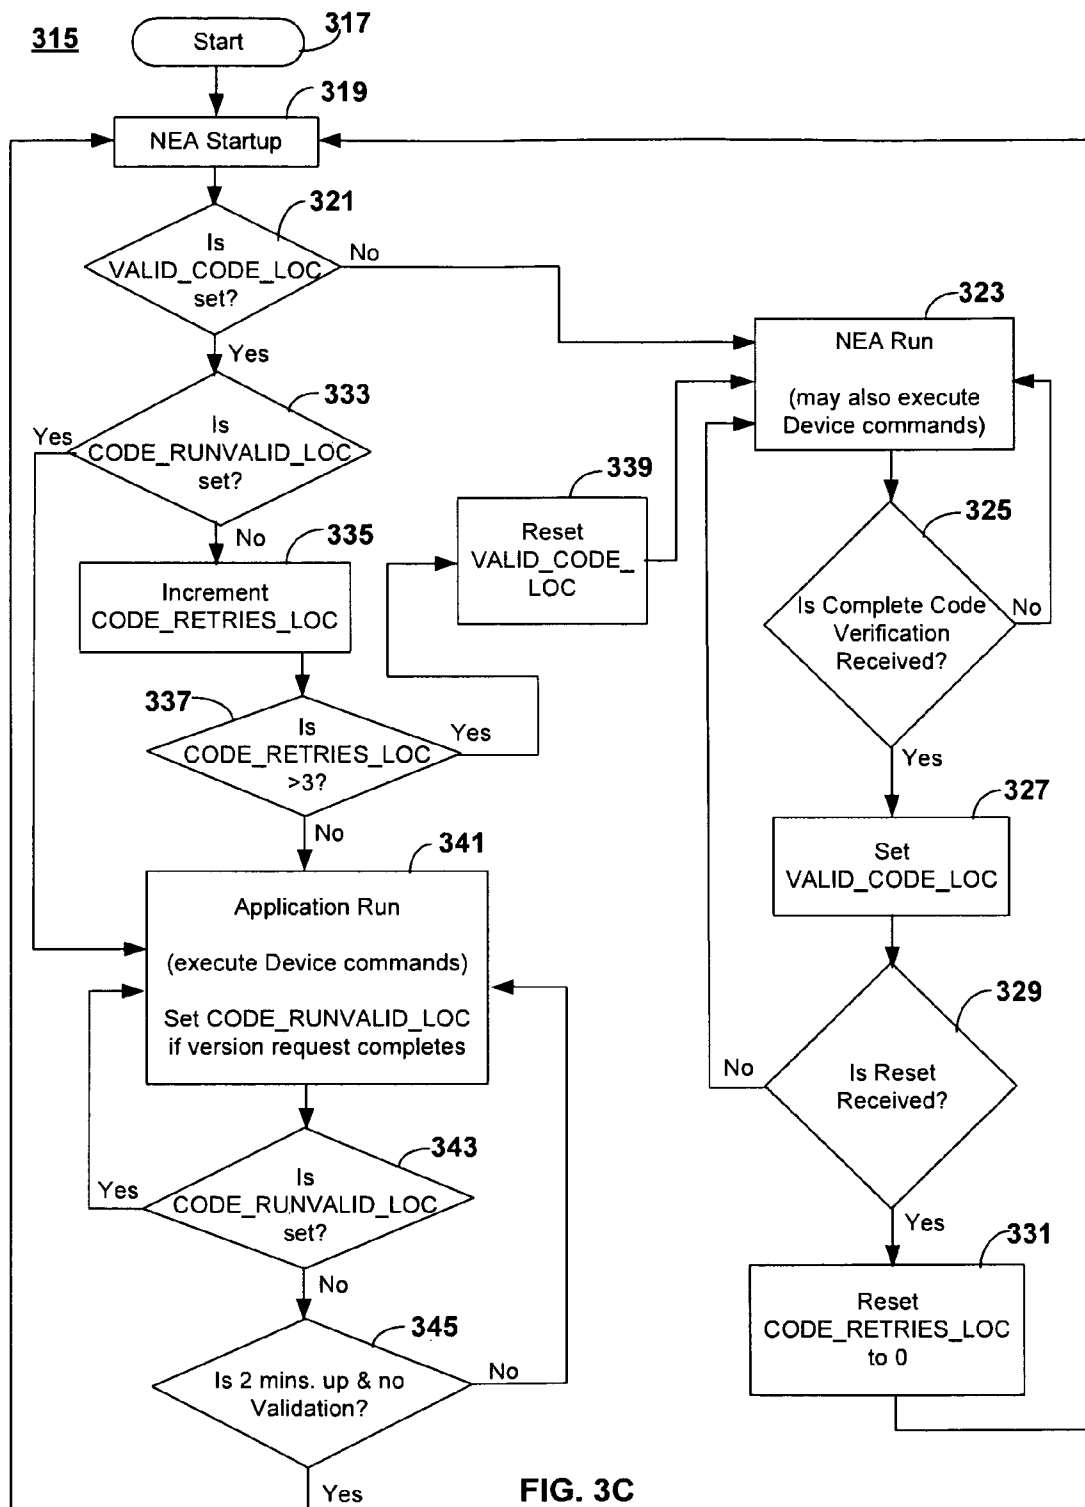 315
Start
317
319
NEA Startup
321
Is
VALID_CODE_LOC
set?
No
Yes
323
NEA Run
(may also execute
Device commands)
333
Is
CODE_RUNVALID_LOC
set?
Yes
No
335
Increment
CODE_RETRIES_LOC
339
Reset
VALID_CODE_
LOC
325
Is Complete Code
Verification
Received?
No
Yes
337
Is
CODE_RETRIES_LOC
>3?
Yes
No
327
Set
VALID_CODE_LOC
341
Application Run
(execute Device commands)
Set CODE_RUNVALID_LOC
if version request completes
329
Is Reset
Received?
No
Yes
343
Is
CODE_RUNVALID_LOC
set?
Yes
No
331
Reset
CODE_RETRIES_LOC
to 0
345
Is 2 mins. up & no
Validation?
No
Yes
FIG. 3C